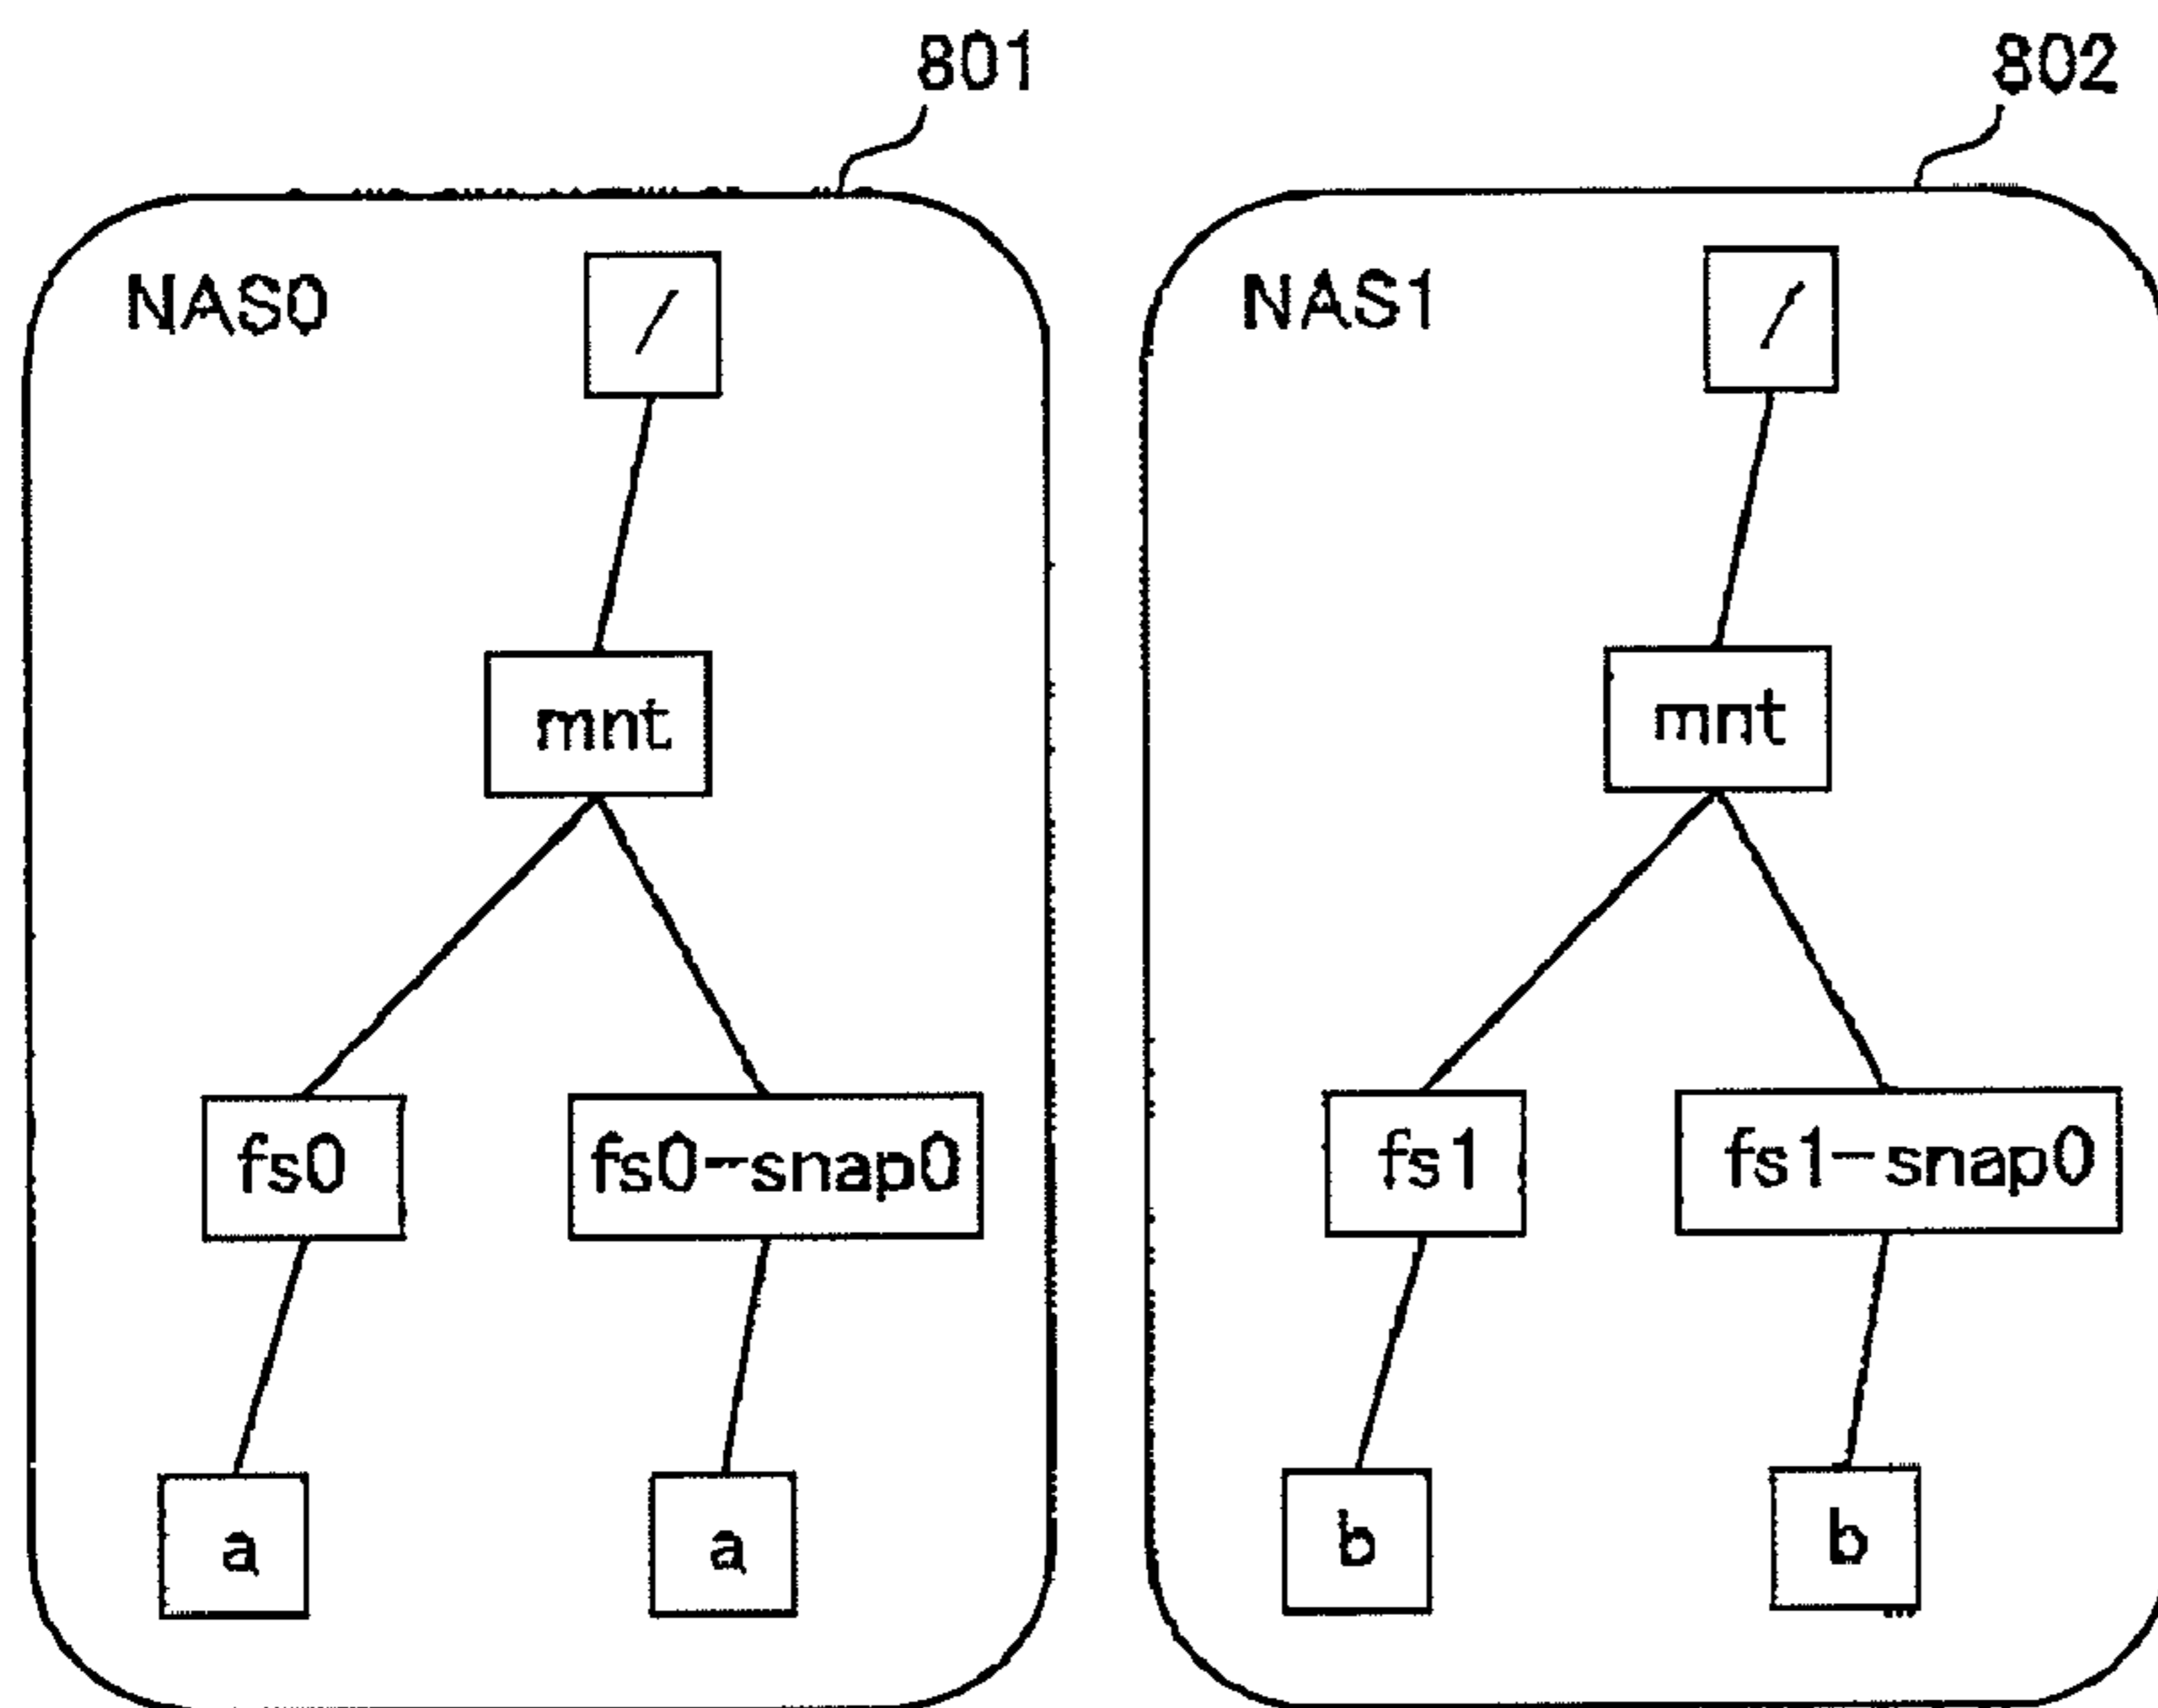 801
NAS0
/
mnt
fs0
fs0-snap0
a
a
802
NAS1
/
mnt
fs1
fs1-snap0
b
b